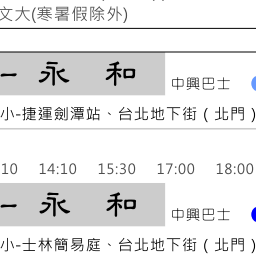 文大(寒暑假除外)
一 永 和 中興巴士
小-捷運劍潭站、台北地下街（北門）
10 14:10 15:30 17:00 18:00
一 永 和 中興巴士
小-士林簡易庭、台北地下街（北門）